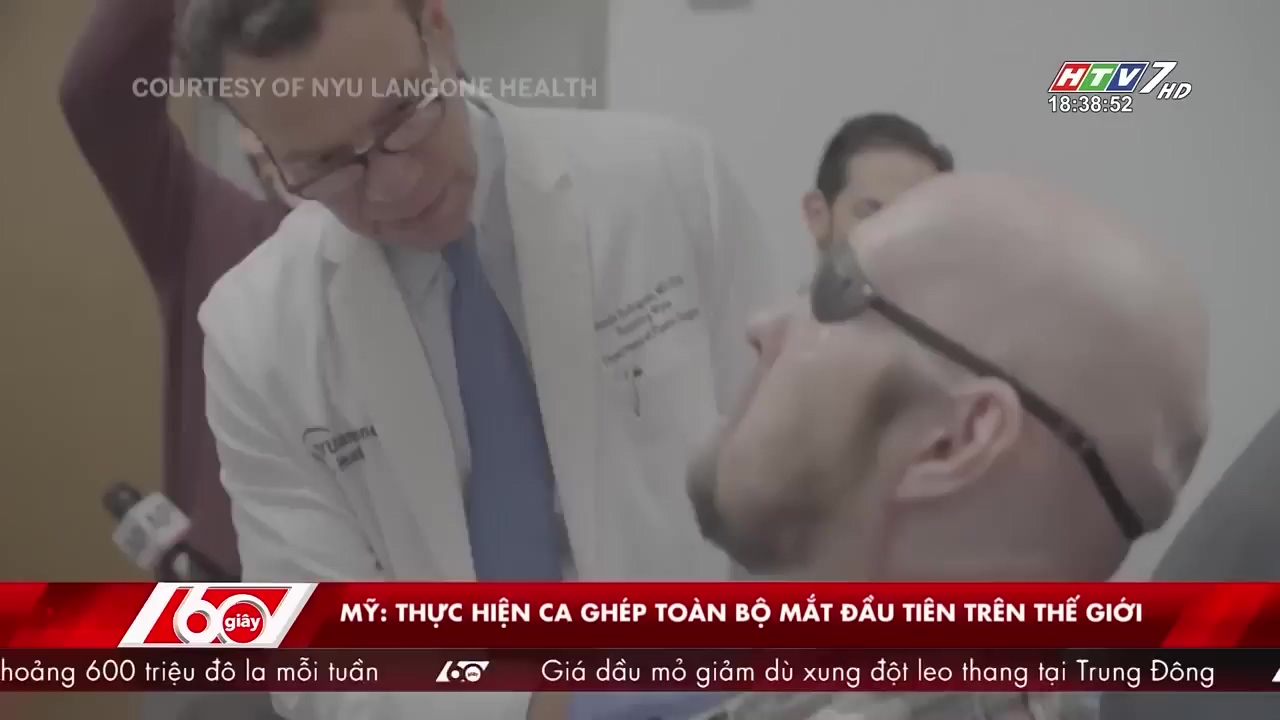 COURTESY OF NYU LANGONE HEALTH
HTV7 HD
18:38:52
60 giây
MỸ: THỰC HIỆN CA GHÉP TOÀN BỘ MẮT ĐẦU TIÊN TRÊN THẾ GIỚI
hoảng 600 triệu đô la mỗi tuần
60 giây
Giá dầu mỏ giảm dù xung đột leo thang tại Trung Đông